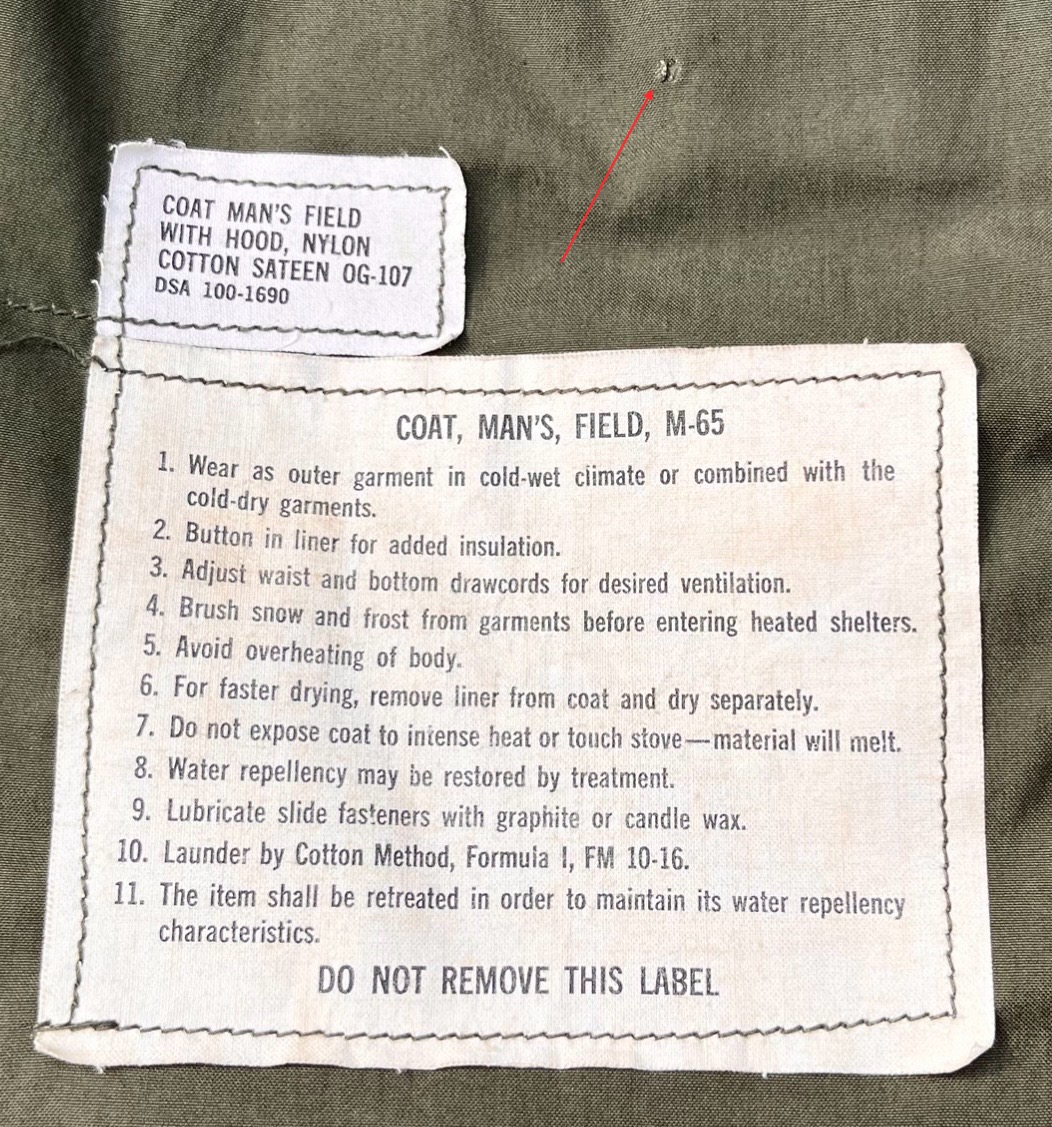 COAT MAN'S FIELD
WITH HOOD, NYLON
COTTON SATEEN OG-107
DSA 100-1690
COAT, MAN'S, FIELD, M-65
1. Wear as outer garment in cold-wet climate or combined with the
cold-dry garments.
2. Button in liner for added insulation.
3. Adjust waist and bottom drawcords for desired ventilation.
4. Brush snow and frost from garments before entering heated shelters.
5. Avoid overheating of body.
6. For faster drying, remove liner from coat and dry separately.
7. Do not expose coat to intense heat or touch stove—material will melt.
8. Water repellency may be restored by treatment.
9. Lubricate slide fasteners with graphite or candle wax.
10. Launder by Cotton Method, Formula I, FM 10-16.
11. The item shall be retreated in order to maintain its water repellency
characteristics.
DO NOT REMOVE THIS LABEL